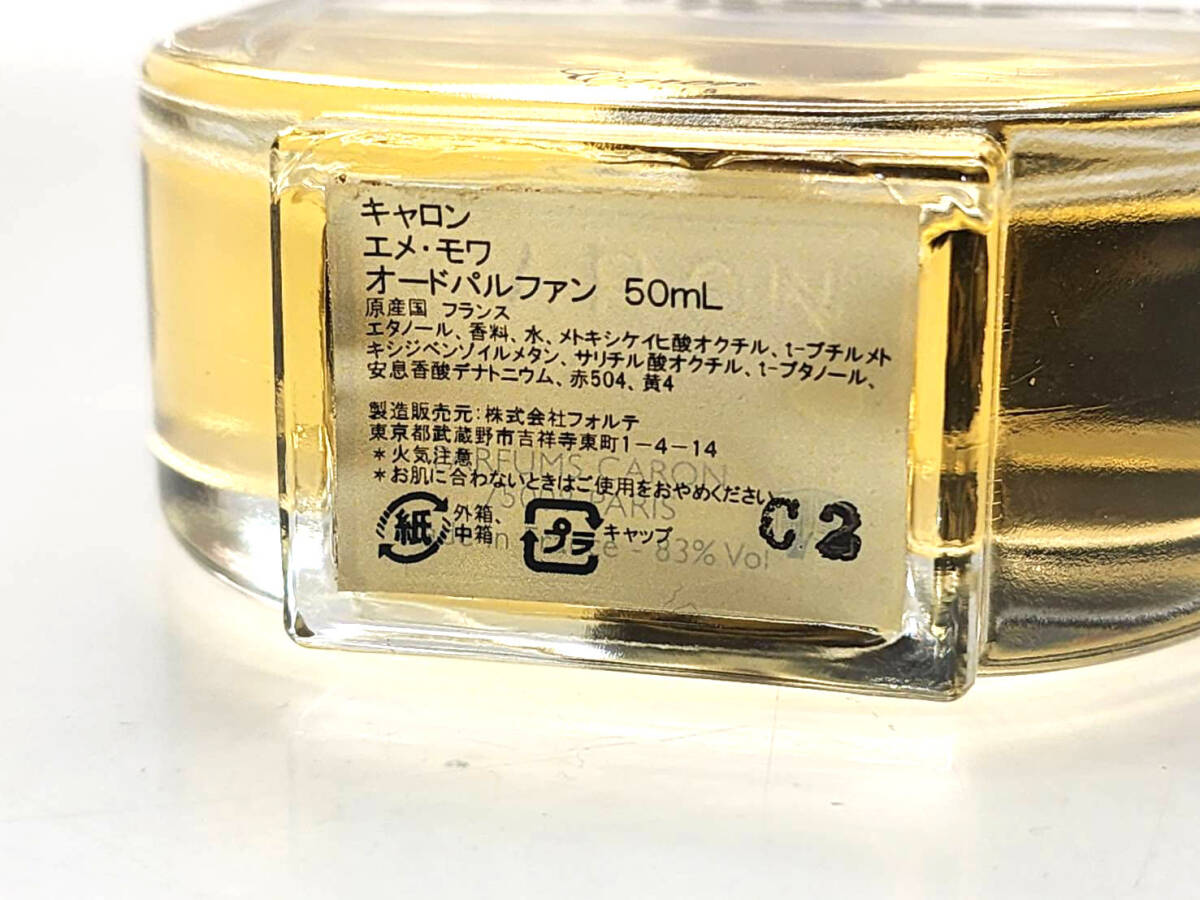 キャロン
エメ・モワ
オードパルファン 50mL
原産国 フランス
エタノール、香料、水、メトキシケイヒ酸オクチル、t-ブチルメト
キシジベンゾイルメタン、サリチル酸オクチル、t-ブタノール、
安息香酸デナトニウム、赤504、黄4
製造販売元:株式会社フォルテ
東京都武蔵野市吉祥寺東町1-4-14
*火気注意
*お肌に合わないときはご使用をおやめください
RFUMS CARON
PARIS
83% Vol
紙 外箱、中箱
プラ キャップ
C2